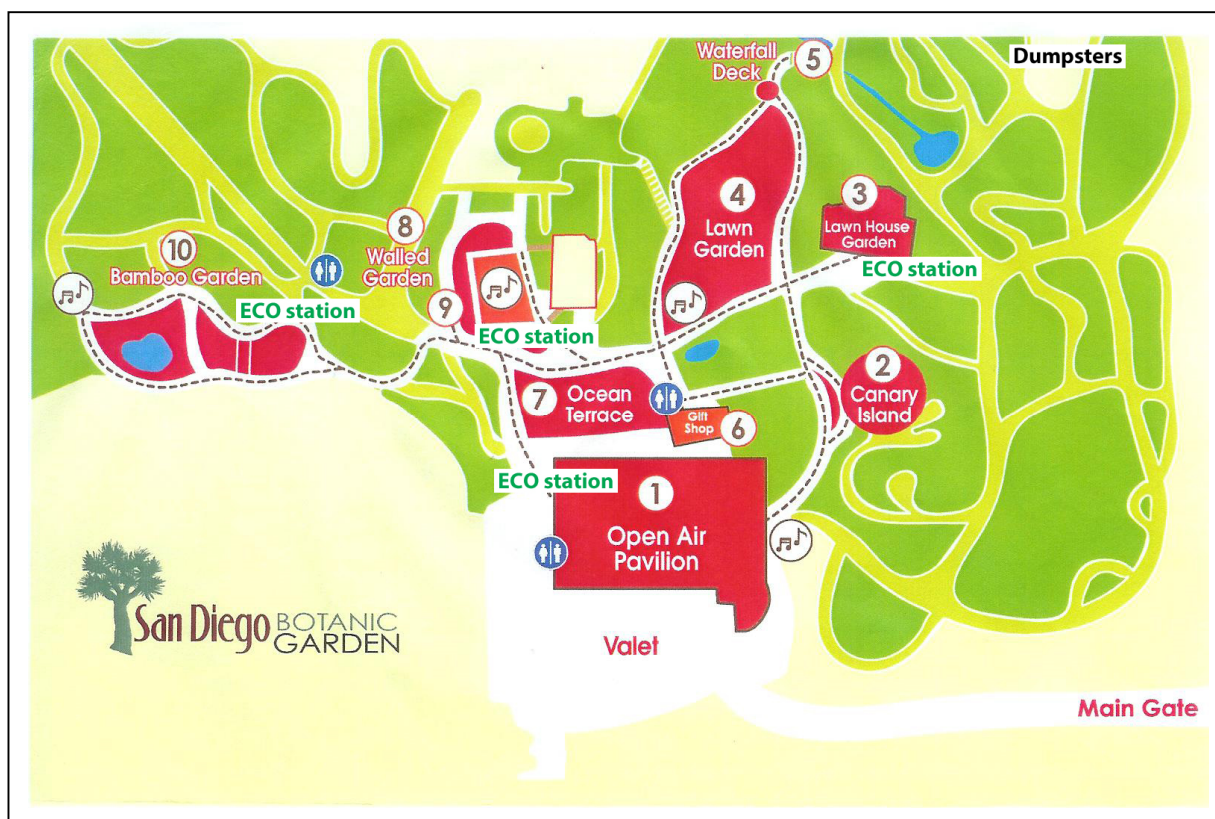 Waterfall
Deck
5
Dumpsters
4
Lawn
Garden
3
Lawn House
Garden
ECO station
8
Walled
Garden
10
Bamboo Garden
ECO station
9
ECO station
7
Ocean
Terrace
Gift
Shop
6
2
Canary
Island
ECO station
1
Open Air
Pavilion
San Diego BOTANIC
GARDEN
Valet
Main Gate